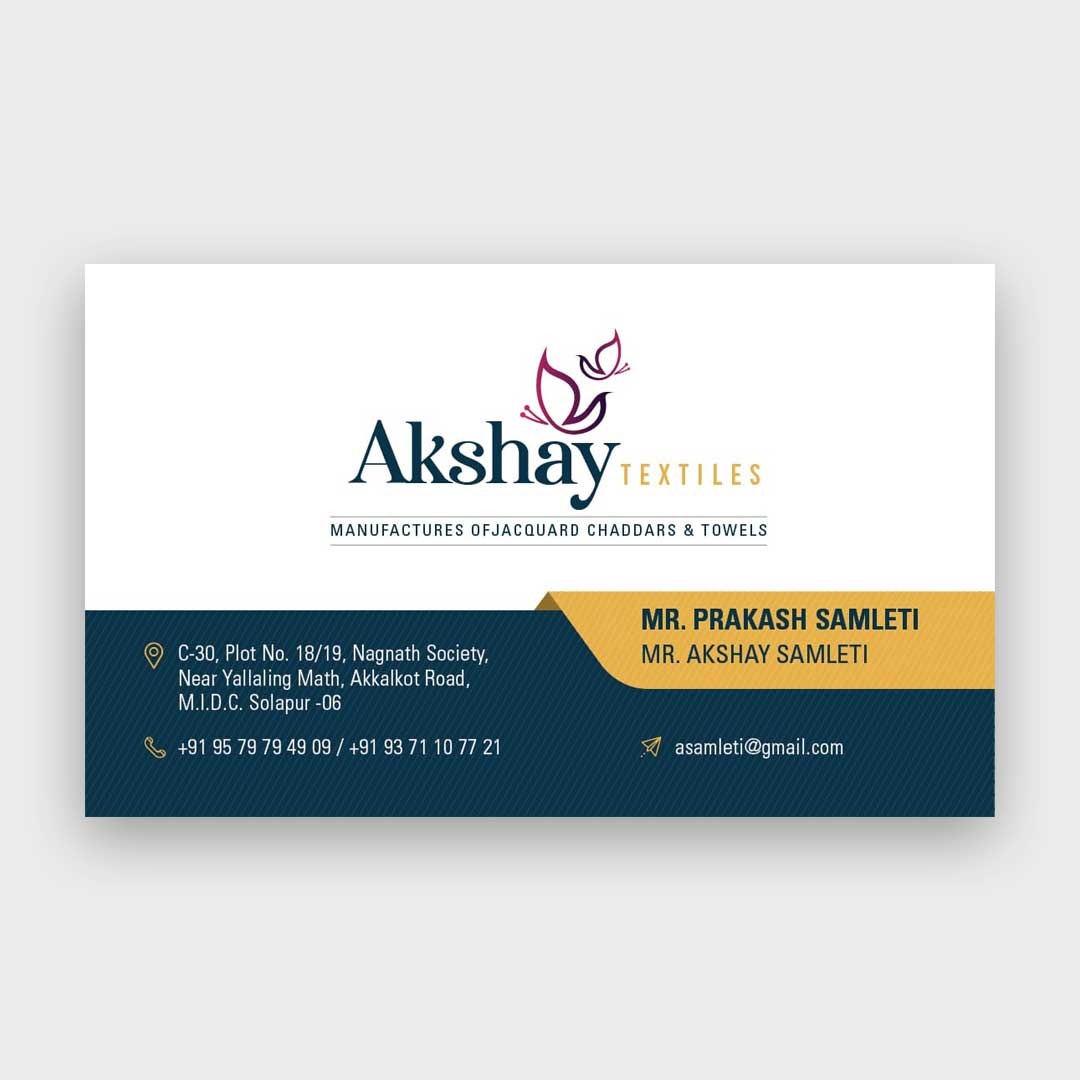 Akshay TEXTILES
MANUFACTURES OFJACQUARD CHADDARS & TOWELS
MR. PRAKASH SAMLETI
MR. AKSHAY SAMLETI
C-30, Plot No. 18/19, Nagnath Society,
Near Yallaling Math, Akkalkot Road,
M.I.D.C. Solapur -06
+91 95 79 79 49 09 / +91 93 71 10 77 21
asamleti@gmail.com